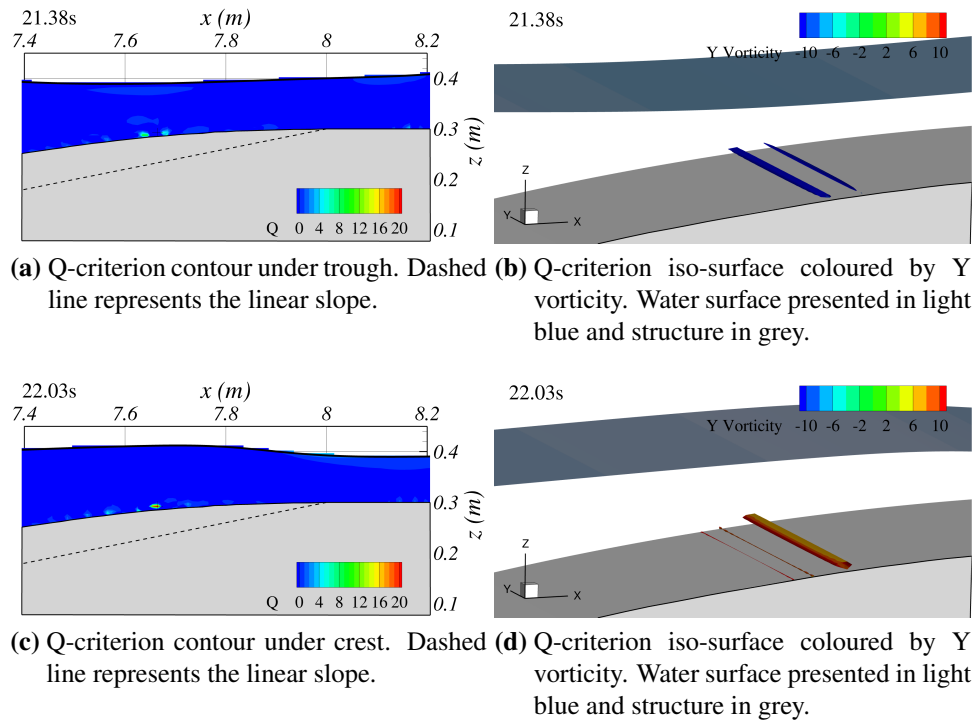 21.38s
x (m)
7.4 7.6 7.8 8 8.2
0.4
0.3
0.2
0.1
z (m)
Q 0 4 8 12 16 20
21.38s
Y Vorticity -10 -6 -2 2 6 10
Z
Y
X
(a) Q-criterion contour under trough. Dashed
line represents the linear slope.
(b) Q-criterion iso-surface coloured by Y
vorticity. Water surface presented in light
blue and structure in grey.
22.03s
x (m)
7.4 7.6 7.8 8 8.2
0.4
0.3
0.2
0.1
z (m)
Q 0 4 8 12 16 20
22.03s
Y Vorticity -10 -6 -2 2 6 10
Z
Y
X
(c) Q-criterion contour under crest. Dashed
line represents the linear slope.
(d) Q-criterion iso-surface coloured by Y
vorticity. Water surface presented in light
blue and structure in grey.